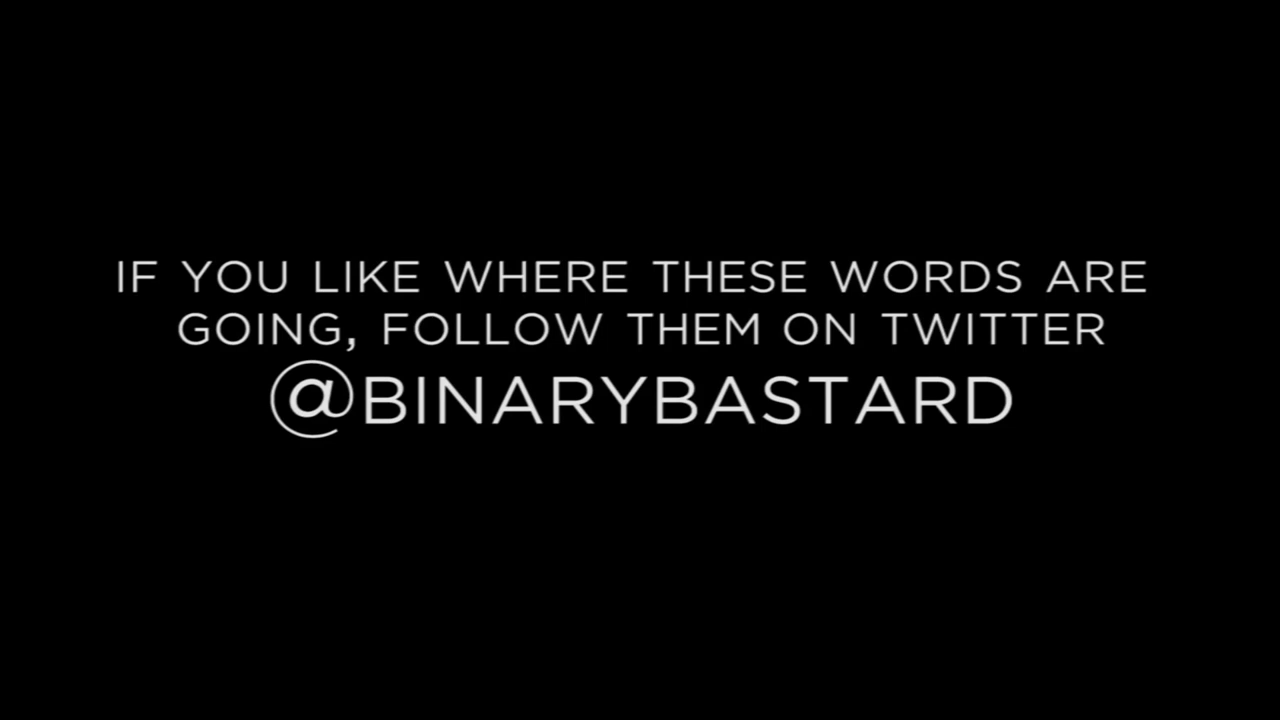 IF YOU LIKE WHERE THESE WORDS ARE
GOING, FOLLOW THEM ON TWITTER
@BINARYBASTARD